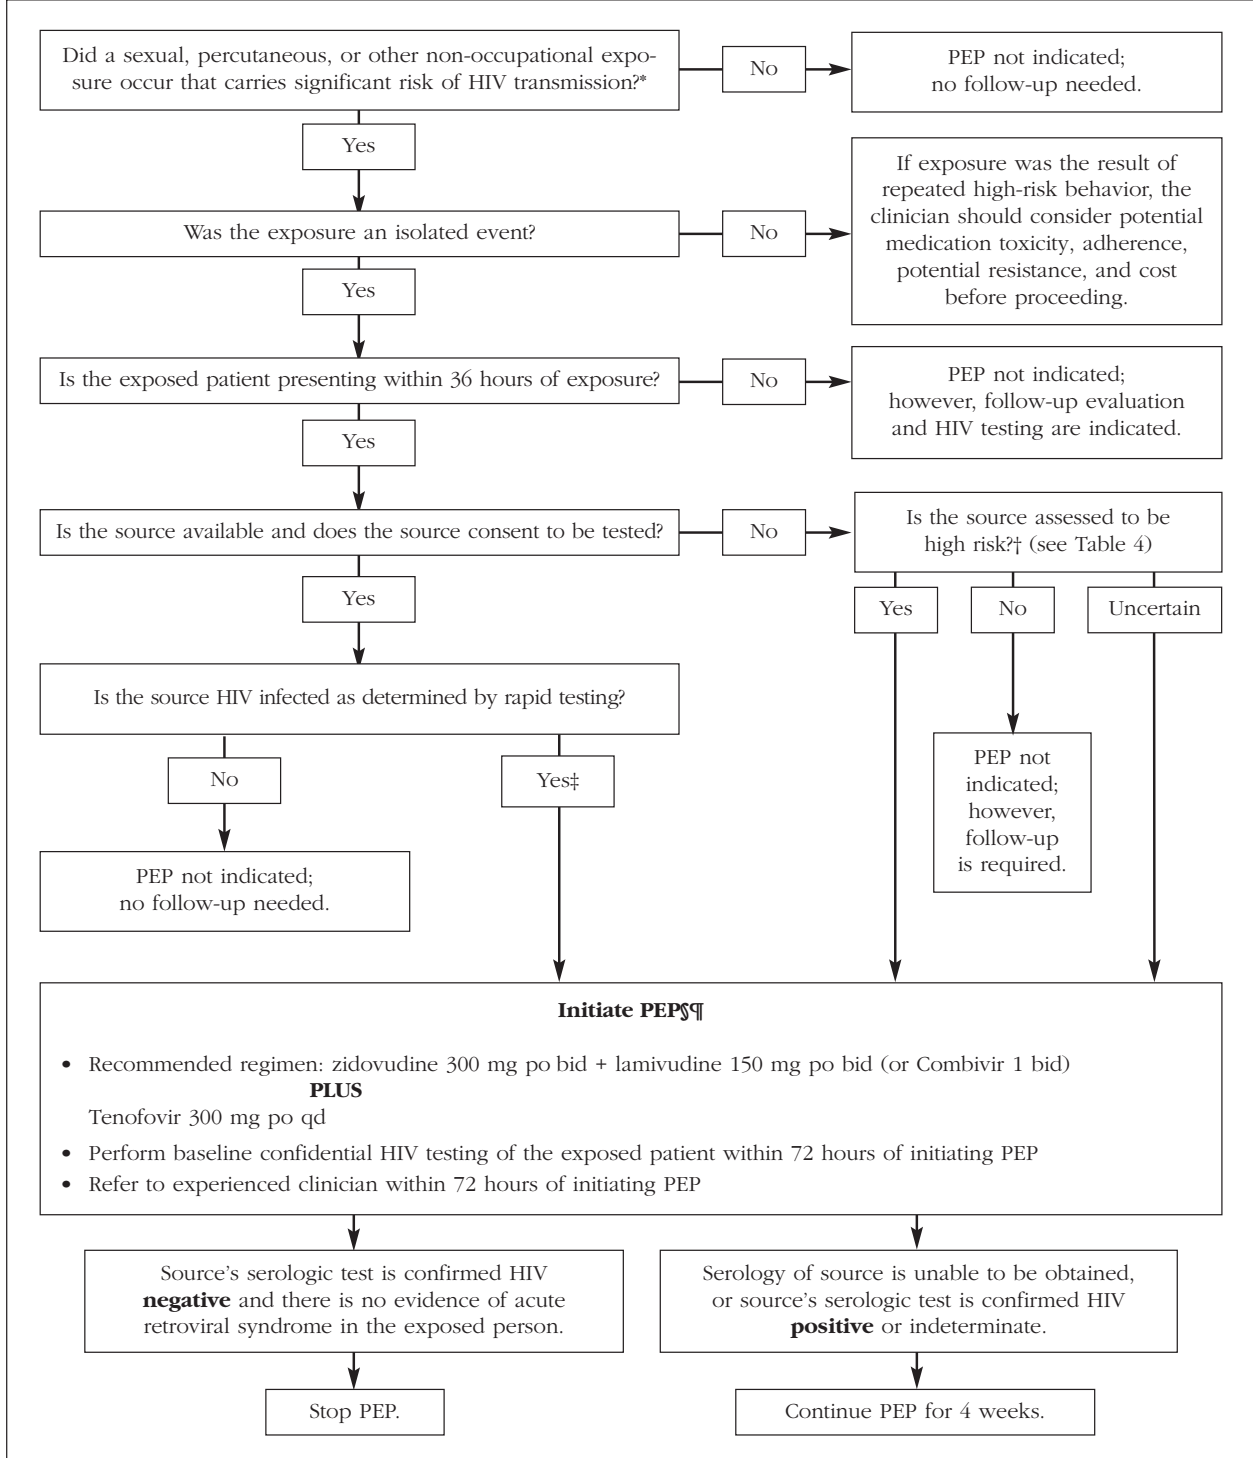 Did a sexual, percutaneous, or other non-occupational expo-
sure occur that carries significant risk of HIV transmission?*
No
PEP not indicated;
no follow-up needed.
Yes
Was the exposure an isolated event?
No
If exposure was the result of
repeated high-risk behavior, the
clinician should consider potential
medication toxicity, adherence,
potential resistance, and cost
before proceeding.
Yes
Is the exposed patient presenting within 36 hours of exposure?
No
PEP not indicated;
however, follow-up evaluation
and HIV testing are indicated.
Yes
Is the source available and does the source consent to be tested?
No
Is the source assessed to be
high risk?† (see Table 4)
Yes
Yes
No
Uncertain
Is the source HIV infected as determined by rapid testing?
No
Yes‡
PEP not
indicated;
however,
follow-up
is required.
PEP not indicated;
no follow-up needed.
Initiate PEP§¶
• Recommended regimen: zidovudine 300 mg po bid + lamivudine 150 mg po bid (or Combivir 1 bid)
PLUS
Tenofovir 300 mg po qd
• Perform baseline confidential HIV testing of the exposed patient within 72 hours of initiating PEP
• Refer to experienced clinician within 72 hours of initiating PEP
Source's serologic test is confirmed HIV
negative and there is no evidence of acute
retroviral syndrome in the exposed person.
Serology of source is unable to be obtained,
or source's serologic test is confirmed HIV
positive or indeterminate.
Stop PEP.
Continue PEP for 4 weeks.